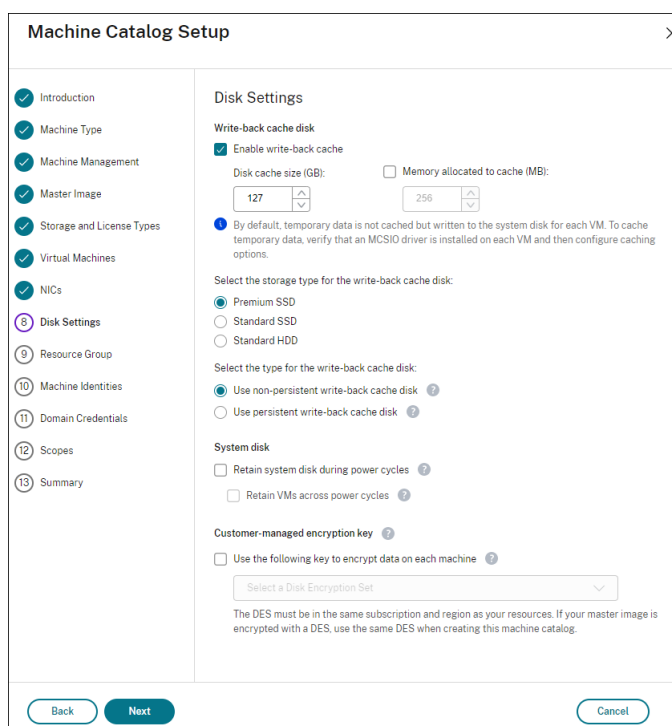 Machine Catalog Setup
Introduction
Machine Type
Machine Management
Master Image
Storage and License Types
Virtual Machines
NICs
8 Disk Settings
9 Resource Group
10 Machine Identities
11 Domain Credentials
12 Scopes
13 Summary
Disk Settings
Write-back cache disk
Enable write-back cache
Disk cache size (GB): Memory allocated to cache (MB):
127 256
By default, temporary data is not cached but written to the system disk for each VM. To cache
temporary data, verify that an MCSIO driver is installed on each VM and then configure caching
options.
Select the storage type for the write-back cache disk:
Premium SSD
Standard SSD
Standard HDD
Select the type for the write-back cache disk:
Use non-persistent write-back cache disk ?
Use persistent write-back cache disk ?
System disk
Retain system disk during power cycles ?
Retain VMs across power cycles ?
Customer-managed encryption key ?
Use the following key to encrypt data on each machine ?
Select a Disk Encryption Set
The DES must be in the same subscription and region as your resources. If your master image is
encrypted with a DES, use the same DES when creating this machine catalog.
Back Next Cancel